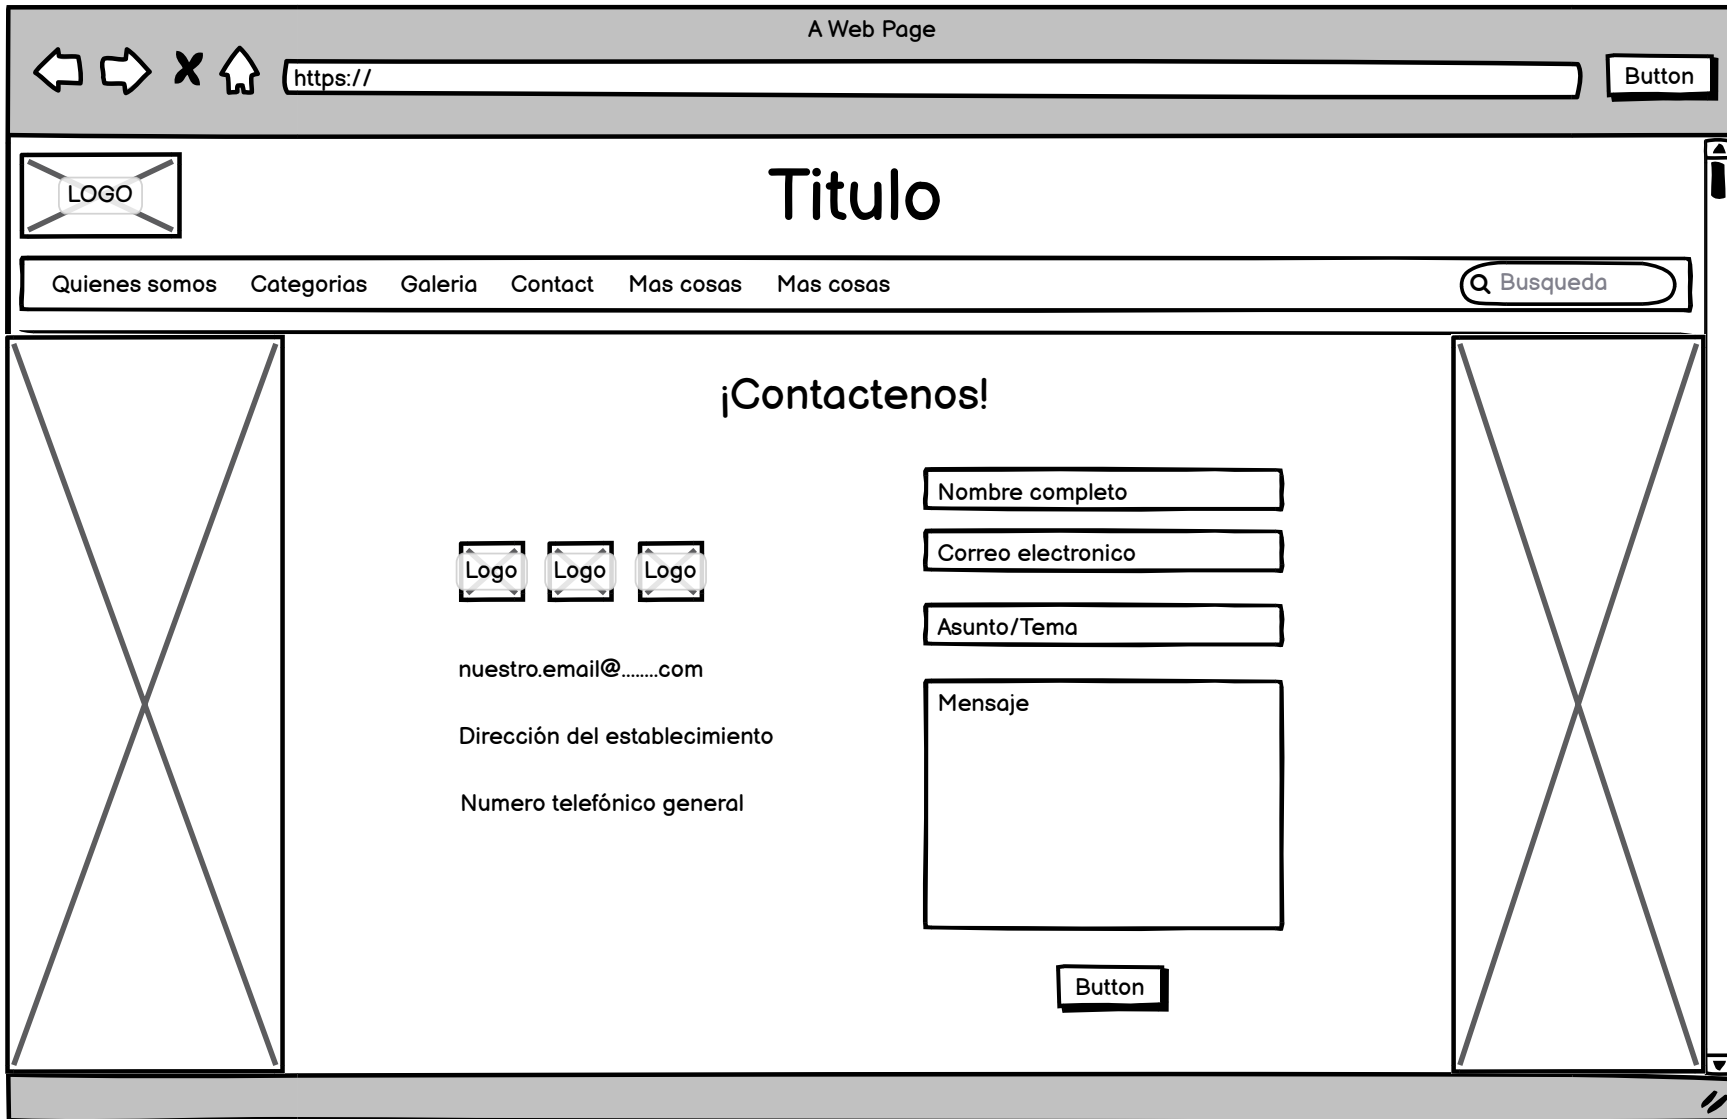 A Web Page
https://
Button
LOGO
Titulo
Quienes somos Categorias Galeria Contact Mas cosas Mas cosas Busqueda
¡Contactenos!
Nombre completo
Correo electronico
Logo Logo Logo
Asunto/Tema
nuestro.email@........com
Mensaje
Dirección del establecimiento
Numero telefónico general
Button